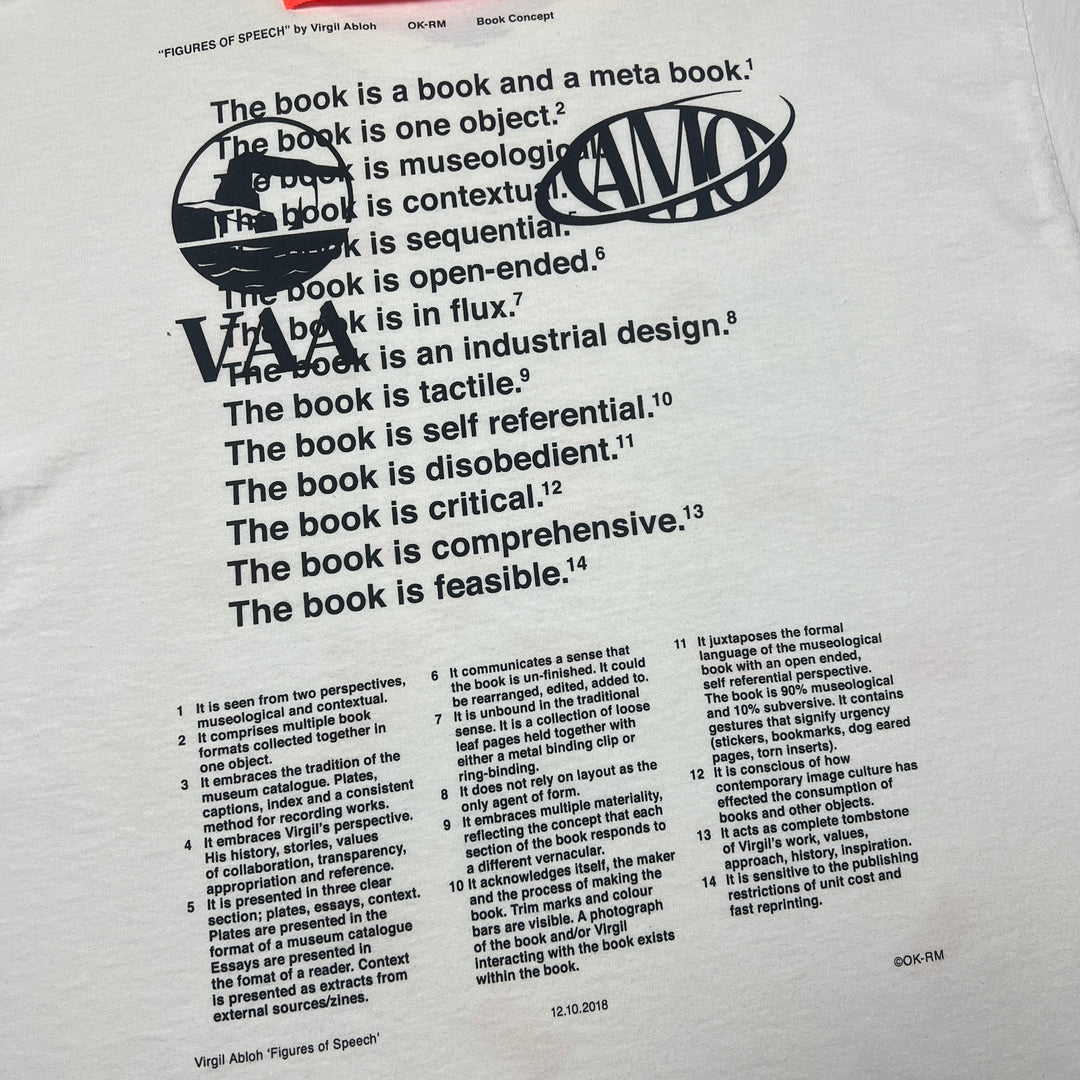 “FIGURES OF SPEECH” by Virgil Abloh OK-RM Book Concept
The book is a book and a meta book.1
The book is one object.2
book is museological
The book is contextual.
book is sequential.5
The book is open-ended.6
The book is in flux.7
The book is an industrial design.8
The book is tactile.9
The book is self referential.10
The book is disobedient.11
The book is critical.12
The book is comprehensive.13
The book is feasible.14
AMO
VAA
1 It is seen from two perspectives,
museological and contextual.
2 It comprises multiple book
formats collected together in
one object.
3 It embraces the tradition of the
museum catalogue. Plates,
captions, index and a consistent
method for recording works.
4 It embraces Virgil’s perspective.
His history, stories, values
of collaboration, transparency,
appropriation and reference.
5 It is presented in three clear
section; plates, essays, context.
Plates are presented in the
format of a museum catalogue
Essays are presented in
the fomat of a reader. Context
is presented as extracts from
external sources/zines.
6 It communicates a sense that
the book is un-finished. It could
be rearranged, edited, added to.
7 It is unbound in the traditional
sense. It is a collection of loose
leaf pages held together with
either a metal binding clip or
ring-binding.
8 It does not rely on layout as the
only agent of form.
9 It embraces multiple materiality,
reflecting the concept that each
section of the book responds to
a different vernacular.
10 It acknowledges itself, the maker
and the process of making the
book. Trim marks and colour
bars are visible. A photograph
of the book and/or Virgil
interacting with the book exists
within the book.
11 It juxtaposes the formal
language of the museological
book with an open ended,
self referential perspective.
The book is 90% museological
and 10% subversive. It contains
gestures that signify urgency
(stickers, bookmarks, dog eared
pages, torn inserts).
12 It is conscious of how
contemporary image culture has
effected the consumption of
books and other objects.
13 It acts as complete tombstone
of Virgil’s work, values,
approach, history, inspiration.
14 It is sensitive to the publishing
restrictions of unit cost and
fast reprinting.
Virgil Abloh ‘Figures of Speech’
12.10.2018
©OK-RM